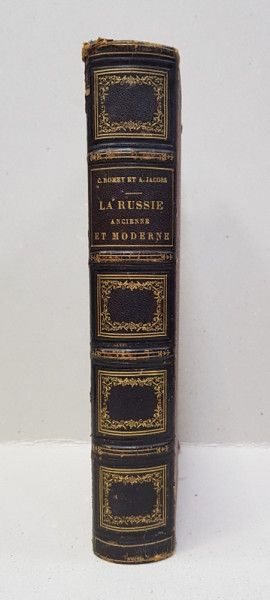 C. ROMEY ET A. JACOBS
LA RUSSIE
ANCIENNE
ET MODERNE